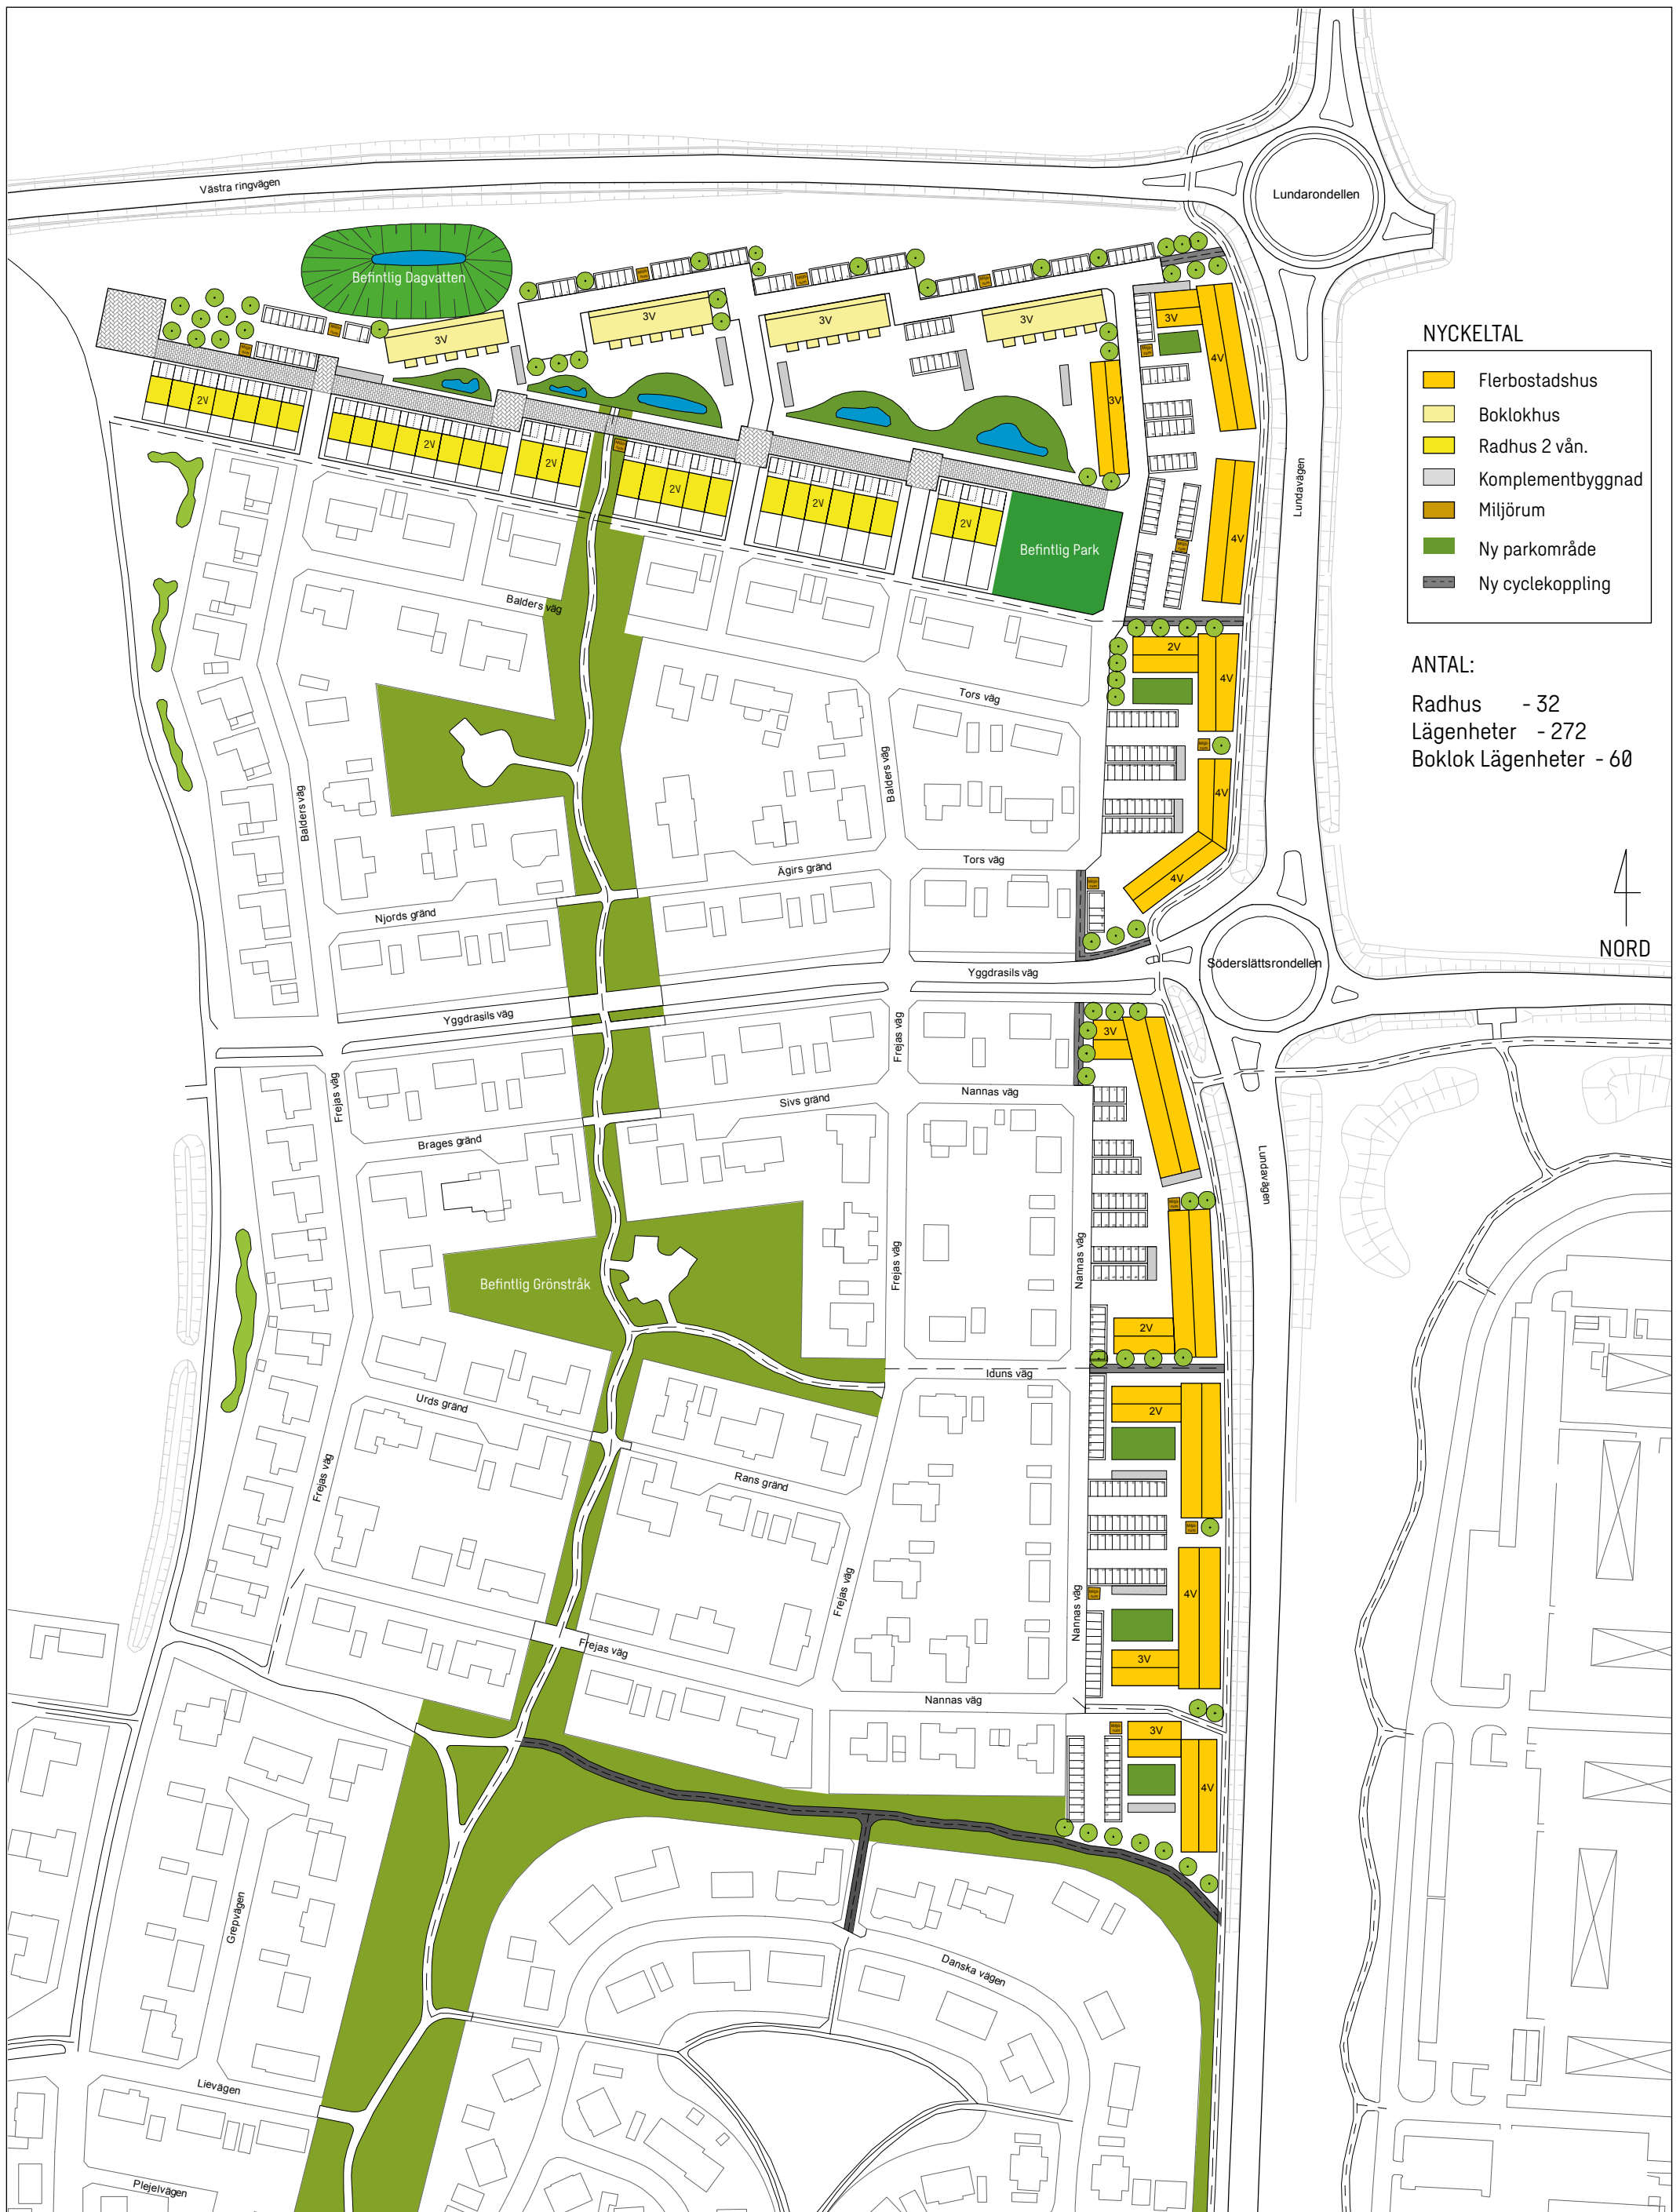 Västra ringvägen
Lundarondellen
Befintlig Dagvatten
3V
3V
3V
3V
3V
4V
3V
2V
2V
2V
2V
2V
2V
Befintlig Park
4V
Lundavägen
NYCKELTAL
Flerbostadshus
Boklokhus
Radhus 2 vån.
Komplementbyggnad
Miljörum
Ny parkområde
Ny cyclekoppling
ANTAL:
Radhus - 32
Lägenheter - 272
Boklok Lägenheter - 60
NORD
Balders väg
2V
4V
Tors väg
Balders väg
Balders väg
4V
Tors väg
Ägirs gränd
4V
Njords gränd
Söderslättsrondellen
Yggdrasils väg
Yggdrasils väg
Frejas väg
3V
Frejas väg
Nannas väg
Sivs gränd
Brages gränd
Lundavägen
Frejas väg
Nannas väg
Befintlig Grönstråk
2V
Iduns väg
Urds gränd
2V
Rans gränd
Frejas väg
Frejas väg
Nannas väg
4V
Frejas väg
3V
Nannas väg
3V
4V
Grepvägen
Danska vägen
Lievägen
Plejelvägen